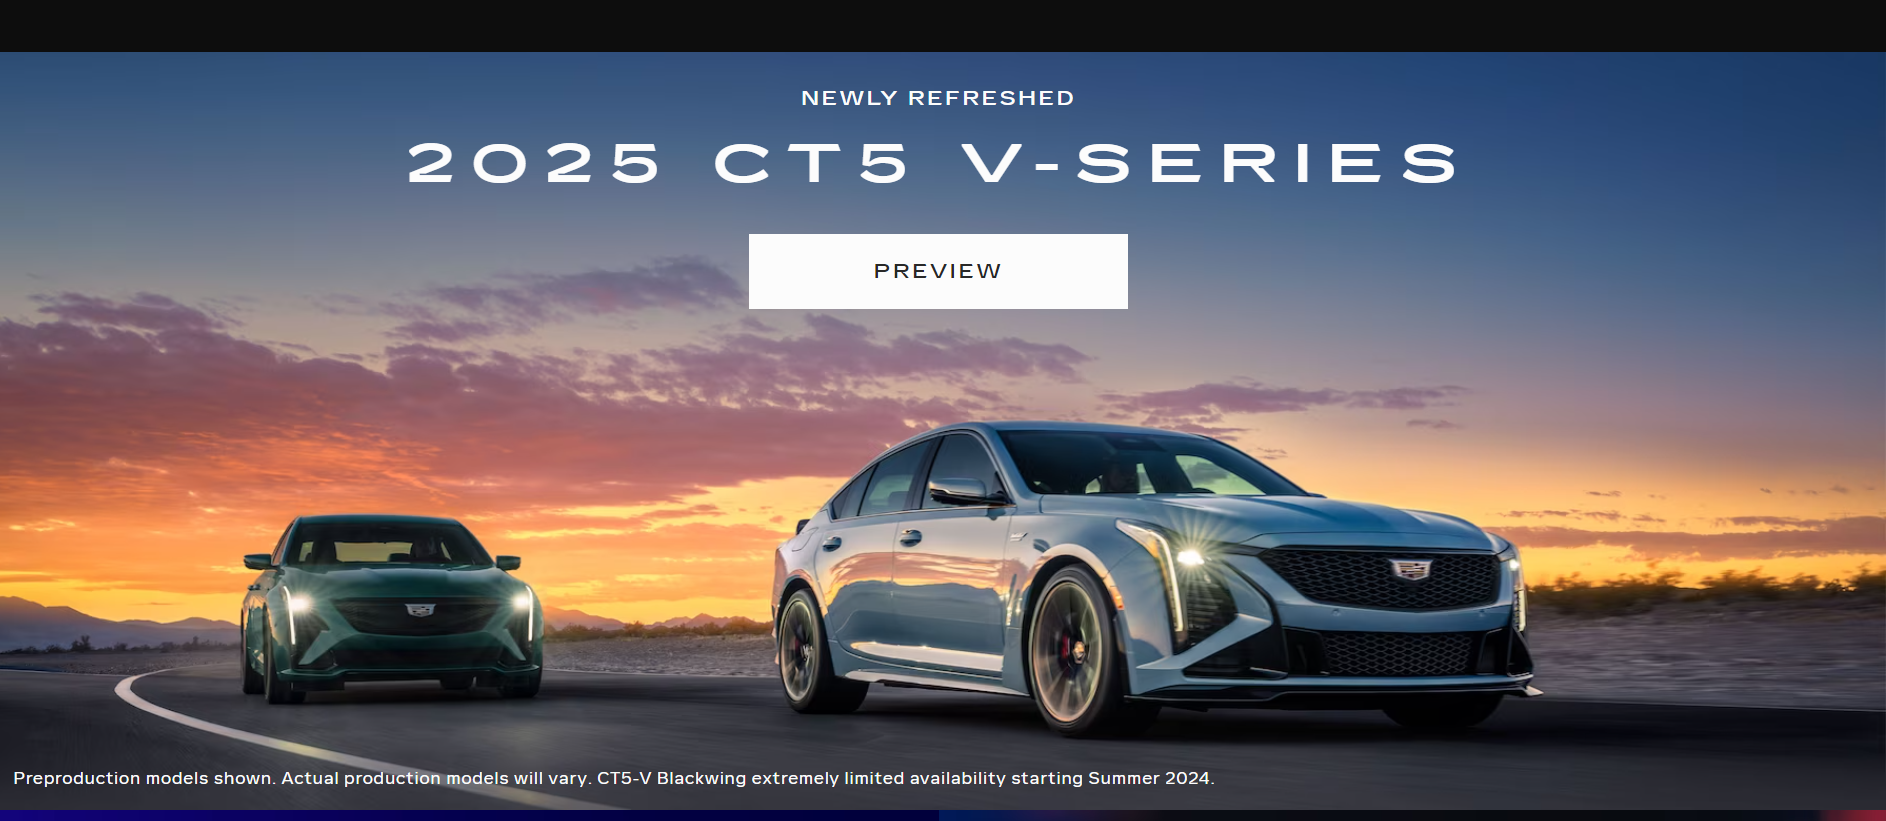 NEWLY REFRESHED
2025 CT5 V-SERIES
PREVIEW
Preproduction models shown. Actual production models will vary. CT5-V Blackwing extremely limited availability starting Summer 2024.